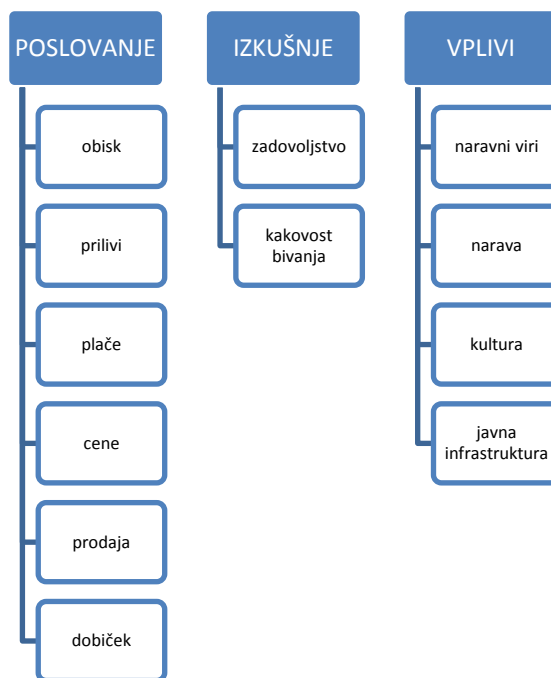 POSLOVANJE
obisk
prilivi
plače
cene
prodaja
dobiček
IZKUŠNJE
zadovoljstvo
kakovost
bivanja
VPLIVI
naravni viri
narava
kultura
javna
infrastruktura